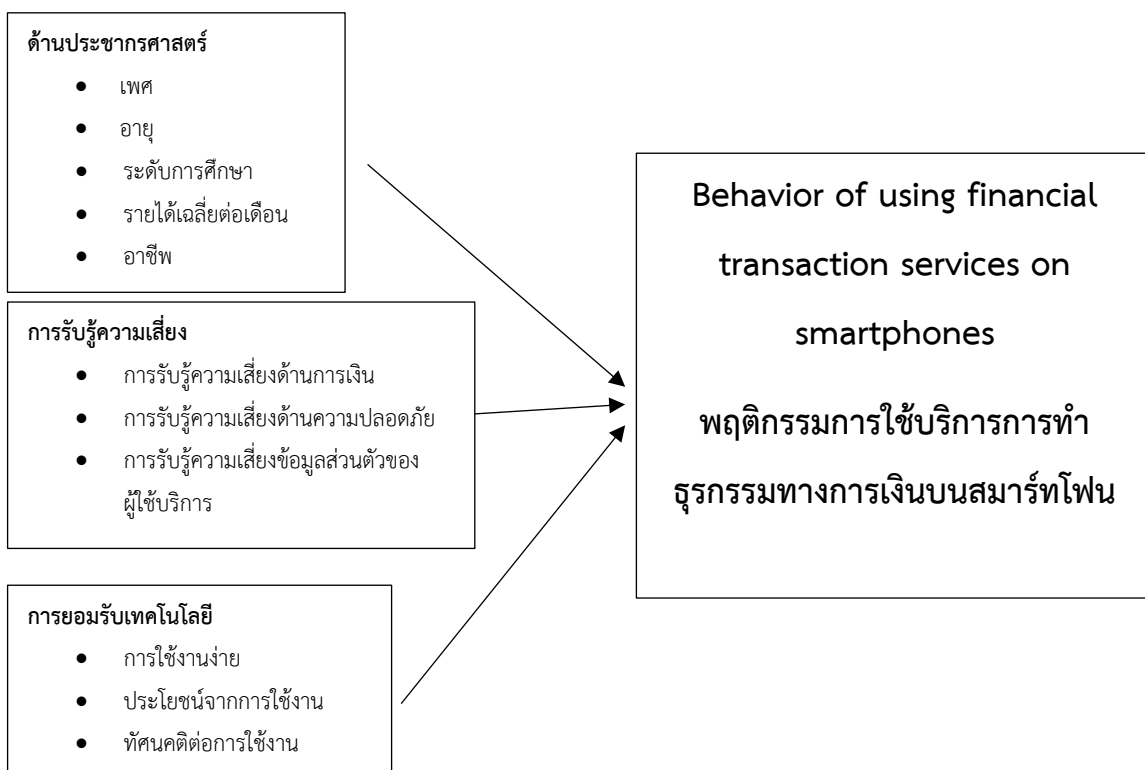 ด้านประชากรศาสตร์
● เพศ
● อายุ
● ระดับการศึกษา
● รายได้เฉลี่ยต่อเดือน
● อาชีพ
การรับรู้ความเสี่ยง
● การรับรู้ความเสี่ยงด้านการเงิน
● การรับรู้ความเสี่ยงด้านความปลอดภัย
● การรับรู้ความเสี่ยงข้อมูลส่วนตัวของ
ผู้ใช้บริการ
การยอมรับเทคโนโลยี
● การใช้งานง่าย
● ประโยชน์จากการใช้งาน
● ทัศนคติต่อการใช้งาน
Behavior of using financial
transaction services on
smartphones
พฤติกรรมการใช้บริการการทำ
ธุรกรรมทางการเงินบนสมาร์ทโฟน